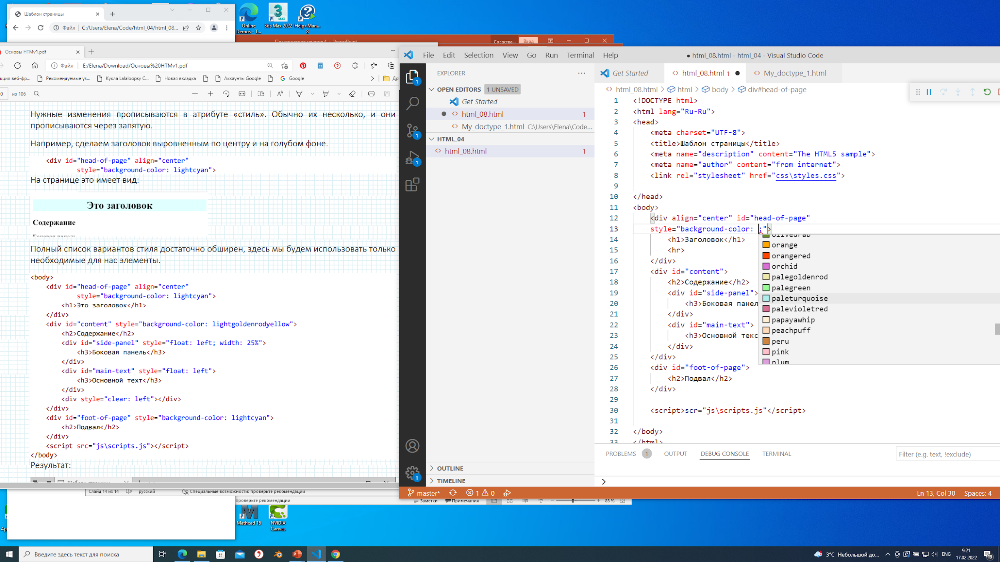 Шаблон страницы
Файл
C:/Users/Elena/Code/html_04/html_08...
Online
Demos - T...
3ds Max 2022
Help+Man...
8
Практическое занятие 4 - PowerPoint
Средства...
Вход
Основы HTMv1.pdf
Файл
E:/Elena/Download/Основы%20HTMv1.pdf
кция веб-фр...
Рекомендуемые уз...
Кукла Lalaloopsy С...
Новая вкладка
Аккаунты Google
Google
Др
из 106
Нужные изменения прописываются в атрибуте «стиль». Обычно их несколько, и они
прописываются через запятую.
Например, сделаем заголовок выровненным по центру и на голубом фоне.
<div id="head-of-page" align="center"
style="background-color: lightcyan">
На странице это имеет вид:
Это заголовок
Содержание
Боковая панель
Полный список вариантов стиля достаточно обширен, здесь мы будем использовать только
необходимые для нас элементы.
<body>
<div id="head-of-page" align="center"
style="background-color: lightcyan">
<h1>Это заголовок</h1>
</div>
<div id="content" style="background-color: lightgoldenrodyellow">
<h2>Содержание</h2>
<div id="side-panel" style="float: left; width: 25%">
<h3>Боковая панель</h3>
</div>
<div id="main-text" style="float: left">
<h3>Основной техт</h3>
</div>
<div style="clear: left"></div>
</div>
<div id="foot-of-page" style="background-color: lightcyan">
<h2>Подвал</h2>
</div>
<script src="js\scripts.js"></script>
</body>
Результат:
Шаблон страницы
Слайд 14 из 14
русский
Специальные возможности: проверьте рекомендации
проверьте рекомендации
Заметки
Примечания
85 %
Mathcad 15
NVIDIA
Canvas
File Edit Selection View Go Run Terminal Help
● html_08.html - html_04 - Visual Studio Code
EXPLORER
OPEN EDITORS
1 UNSAVED
Get Started
html_08.html
1
My_doctype_1.html C:\Users\Elena\Code...
HTML_04
html_08.html
1
1
1
1
1
OUTLINE
TIMELINE
Get Started
html_08.html 1
My_doctype_1.html
html_08.html > html > body > div#head-of-page
1 <!DOCTYPE html>
2 <html lang="Ru-Ru">
3 <head>
4 <meta charset="UTF-8">
5 <title>Шаблон страницы</title>
6 <meta name="description" content="The HTML5 sample">
7 <meta name="author" content="from internet">
8 <link rel="stylesheet" href="css\styles.css">
9
10 </head>
11 <body>
12 <div align="center" id="head-of-page"
13 style="background-color: ;">
14 <h1>Заголовок</h1>
15 <hr>
16 </div>
17 <div id="content">
18 <h2>Содержание</h2>
19 <div id="side-panel">
20 <h3>Боковая панел
21 </div>
22 <div id="main-text">
23 <h3>Основной текс
24 </div>
25 </div>
26 <div id="foot-of-page">
27 <h2>Подвал</h2>
28 </div>
29
30 <script>scr="js\scripts.js"</script>
31
32 </body>
33 </html>
olivedrab
orange
orangered
orchid
palegoldenrod
palegreen
paleturquoise
palevioletred
papayawhip
peachpuff
peru
pink
plum
PROBLEMS 1
OUTPUT
DEBUG CONSOLE
TERMINAL
Filter (e.g. text, !exclude)
master*
1
0
Ln 13, Col 30
Spaces: 4
Введите здесь текст для поиска
3°C Небольшой до...
ENG
9:21
17.02.2022
19